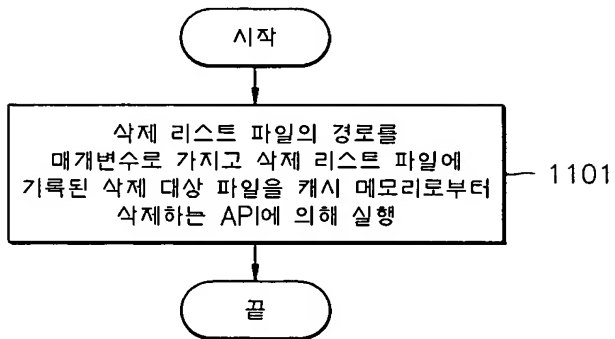 시작
삭제 리스트 파일의 경로를
매개변수로 가지고 삭제 리스트 파일에
기록된 삭제 대상 파일을 캐시 메모리로부터
삭제하는 API에 의해 실행
1101
끝